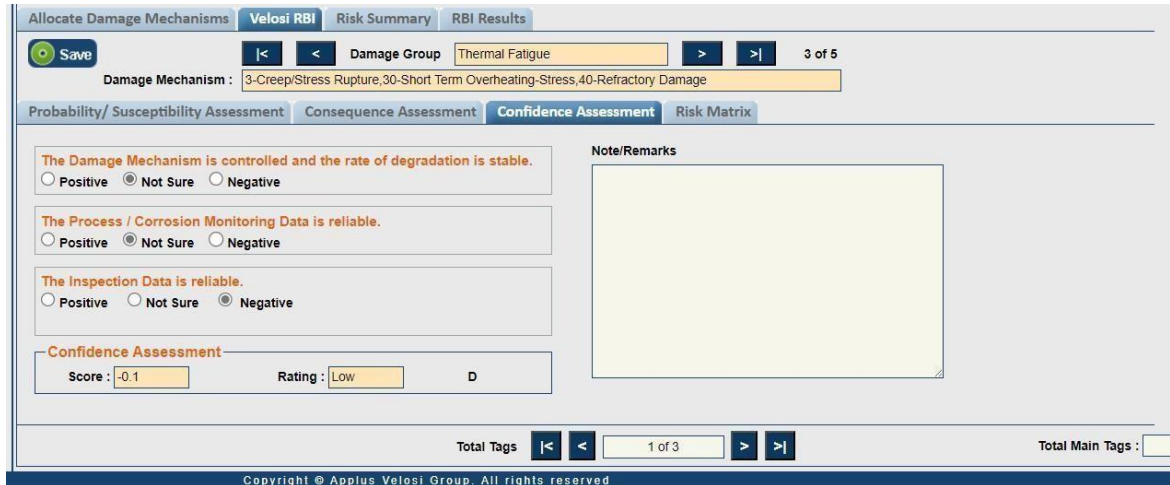 Allocate Damage Mechanisms Velosi RBI Risk Summary RBI Results
Save |< < Damage Group Thermal Fatigue > >| 3 of 5
Damage Mechanism : 3-Creep/Stress Rupture,30-Short Term Overheating-Stress,40-Refractory Damage
Probability/ Susceptibility Assessment Consequence Assessment Confidence Assessment Risk Matrix
The Damage Mechanism is controlled and the rate of degradation is stable.
Positive Not Sure Negative
The Process / Corrosion Monitoring Data is reliable.
Positive Not Sure Negative
The Inspection Data is reliable.
Positive Not Sure Negative
Confidence Assessment
Score : -0.1 Rating : Low D
Note/Remarks
Total Tags |< < 1 of 3 > >| Total Main Tags :
Copyright © Applus Velosi Group. All rights reserved